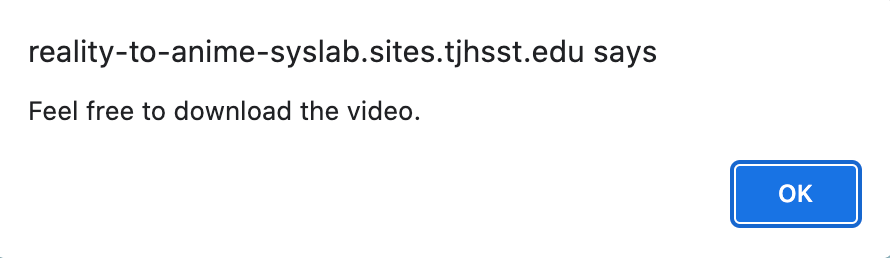 reality-to-anime-syslab.sites.tjhsst.edu says
Feel free to download the video.
OK